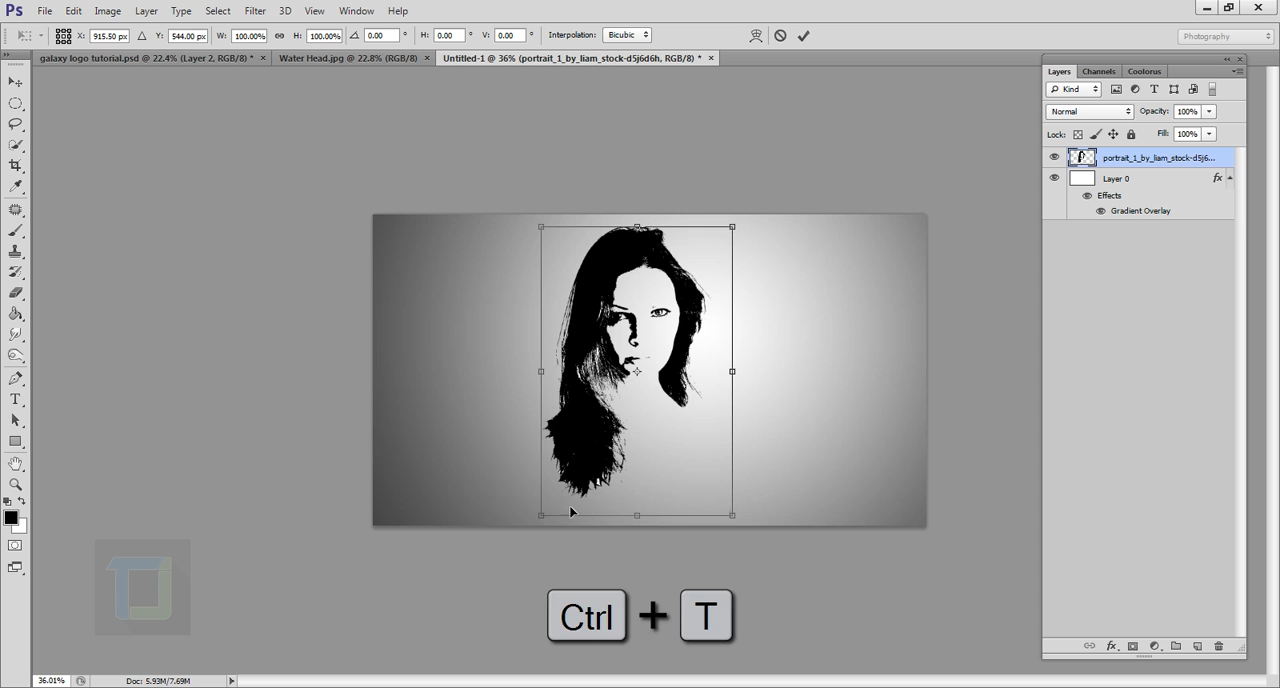 Ps File Edit Image Layer Type Select Filter 3D View Window Help
X: 915.50 px Y: 544.00 px W: 100.00% H: 100.00% 0.00 ° H: 0.00 ° V: 0.00 ° Interpolation: Bicubic Photography
galaxy logo tutorial.psd @ 22.4% (Layer 2, RGB/8) * × Water Head.jpg @ 22.8% (RGB/8) × Untitled-1 @ 36% (portrait_1_by_liam_stock-d5j6d6h, RGB/8) * ×
Layers Channels Coolorus
Kind
Normal Opacity: 100%
Lock: Fill: 100%
portrait_1_by_liam_stock-d5j6...
Layer 0 fx
Effects
Gradient Overlay
Ctrl + T
fx
36.01% Doc: 5.93M/7.69M